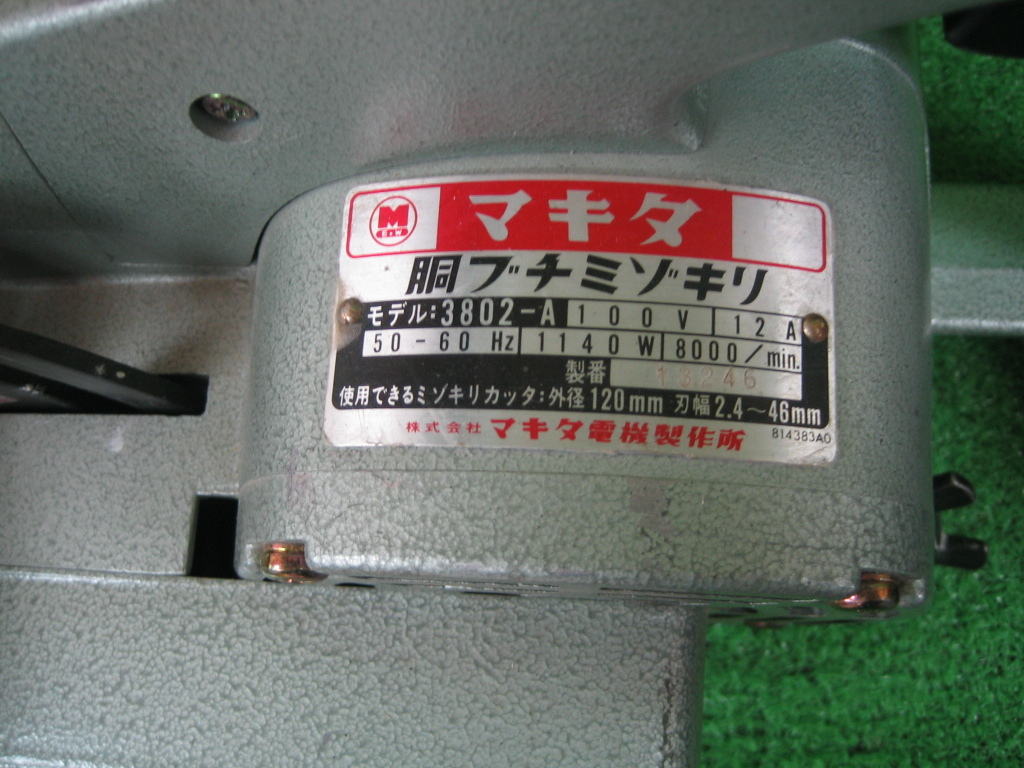 M
E・W
マキタ
胴ブチミゾキリ
モデル:3802-A 100V 12A
50-60Hz 1140W 8000/min.
製番 13246
使用できるミゾキリカッタ:外径120mm 刃幅2.4~46mm
株式会社マキタ電機製作所 814383A0